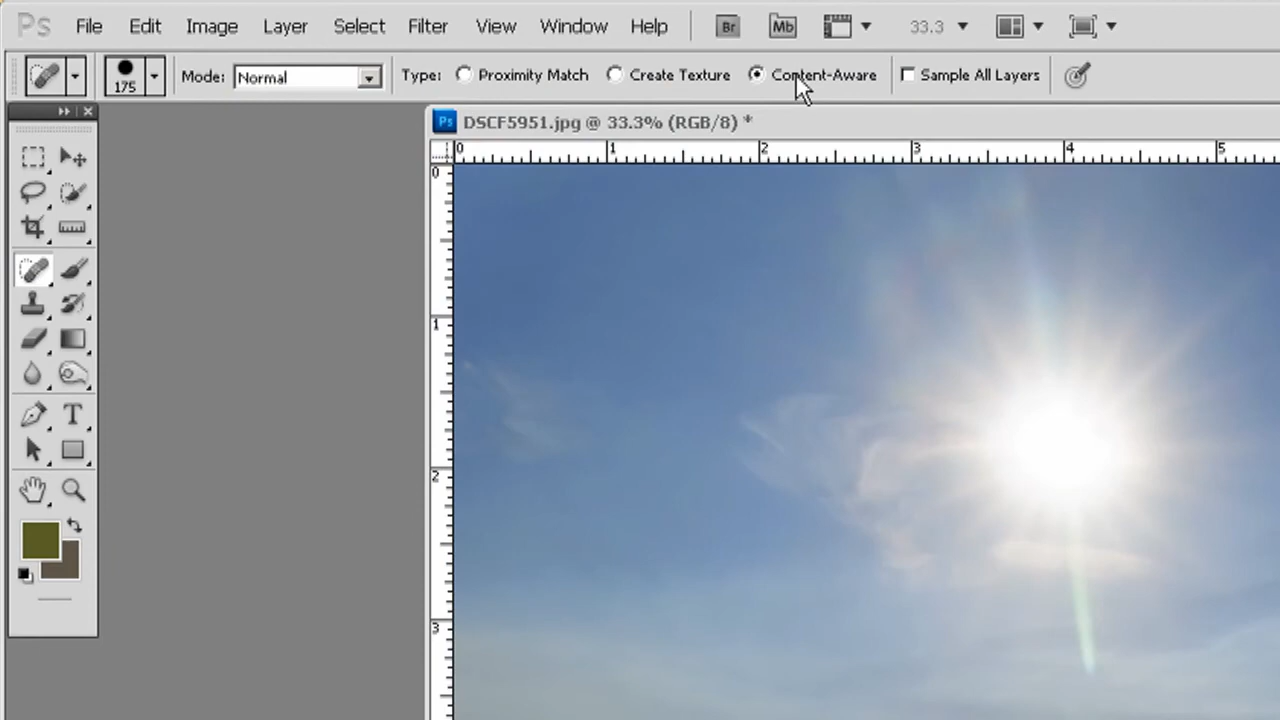 Ps File Edit Image Layer Select Filter View Window Help Br Mb 33.3
175 Mode: Normal Type: Proximity Match Create Texture Content-Aware Sample All Layers
Ps DSCF5951.jpg @ 33.3% (RGB/8) *
0 1 2 3 4 5
0
1
2
3
T